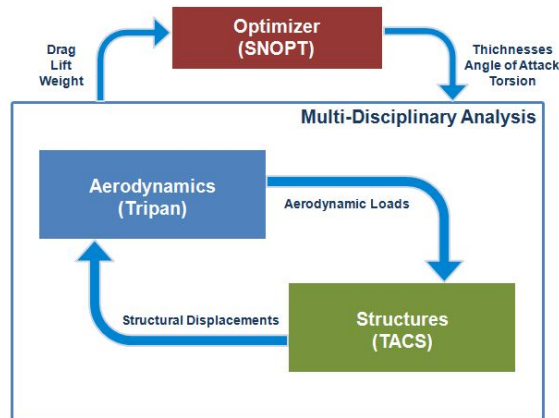 Optimizer
(SNOPT)
Drag
Lift
Weight
Thichnesses
Angle of Attack
Torsion
Multi-Disciplinary Analysis
Aerodynamics
(Tripan)
Aerodynamic Loads
Structural Displacements
Structures
(TACS)